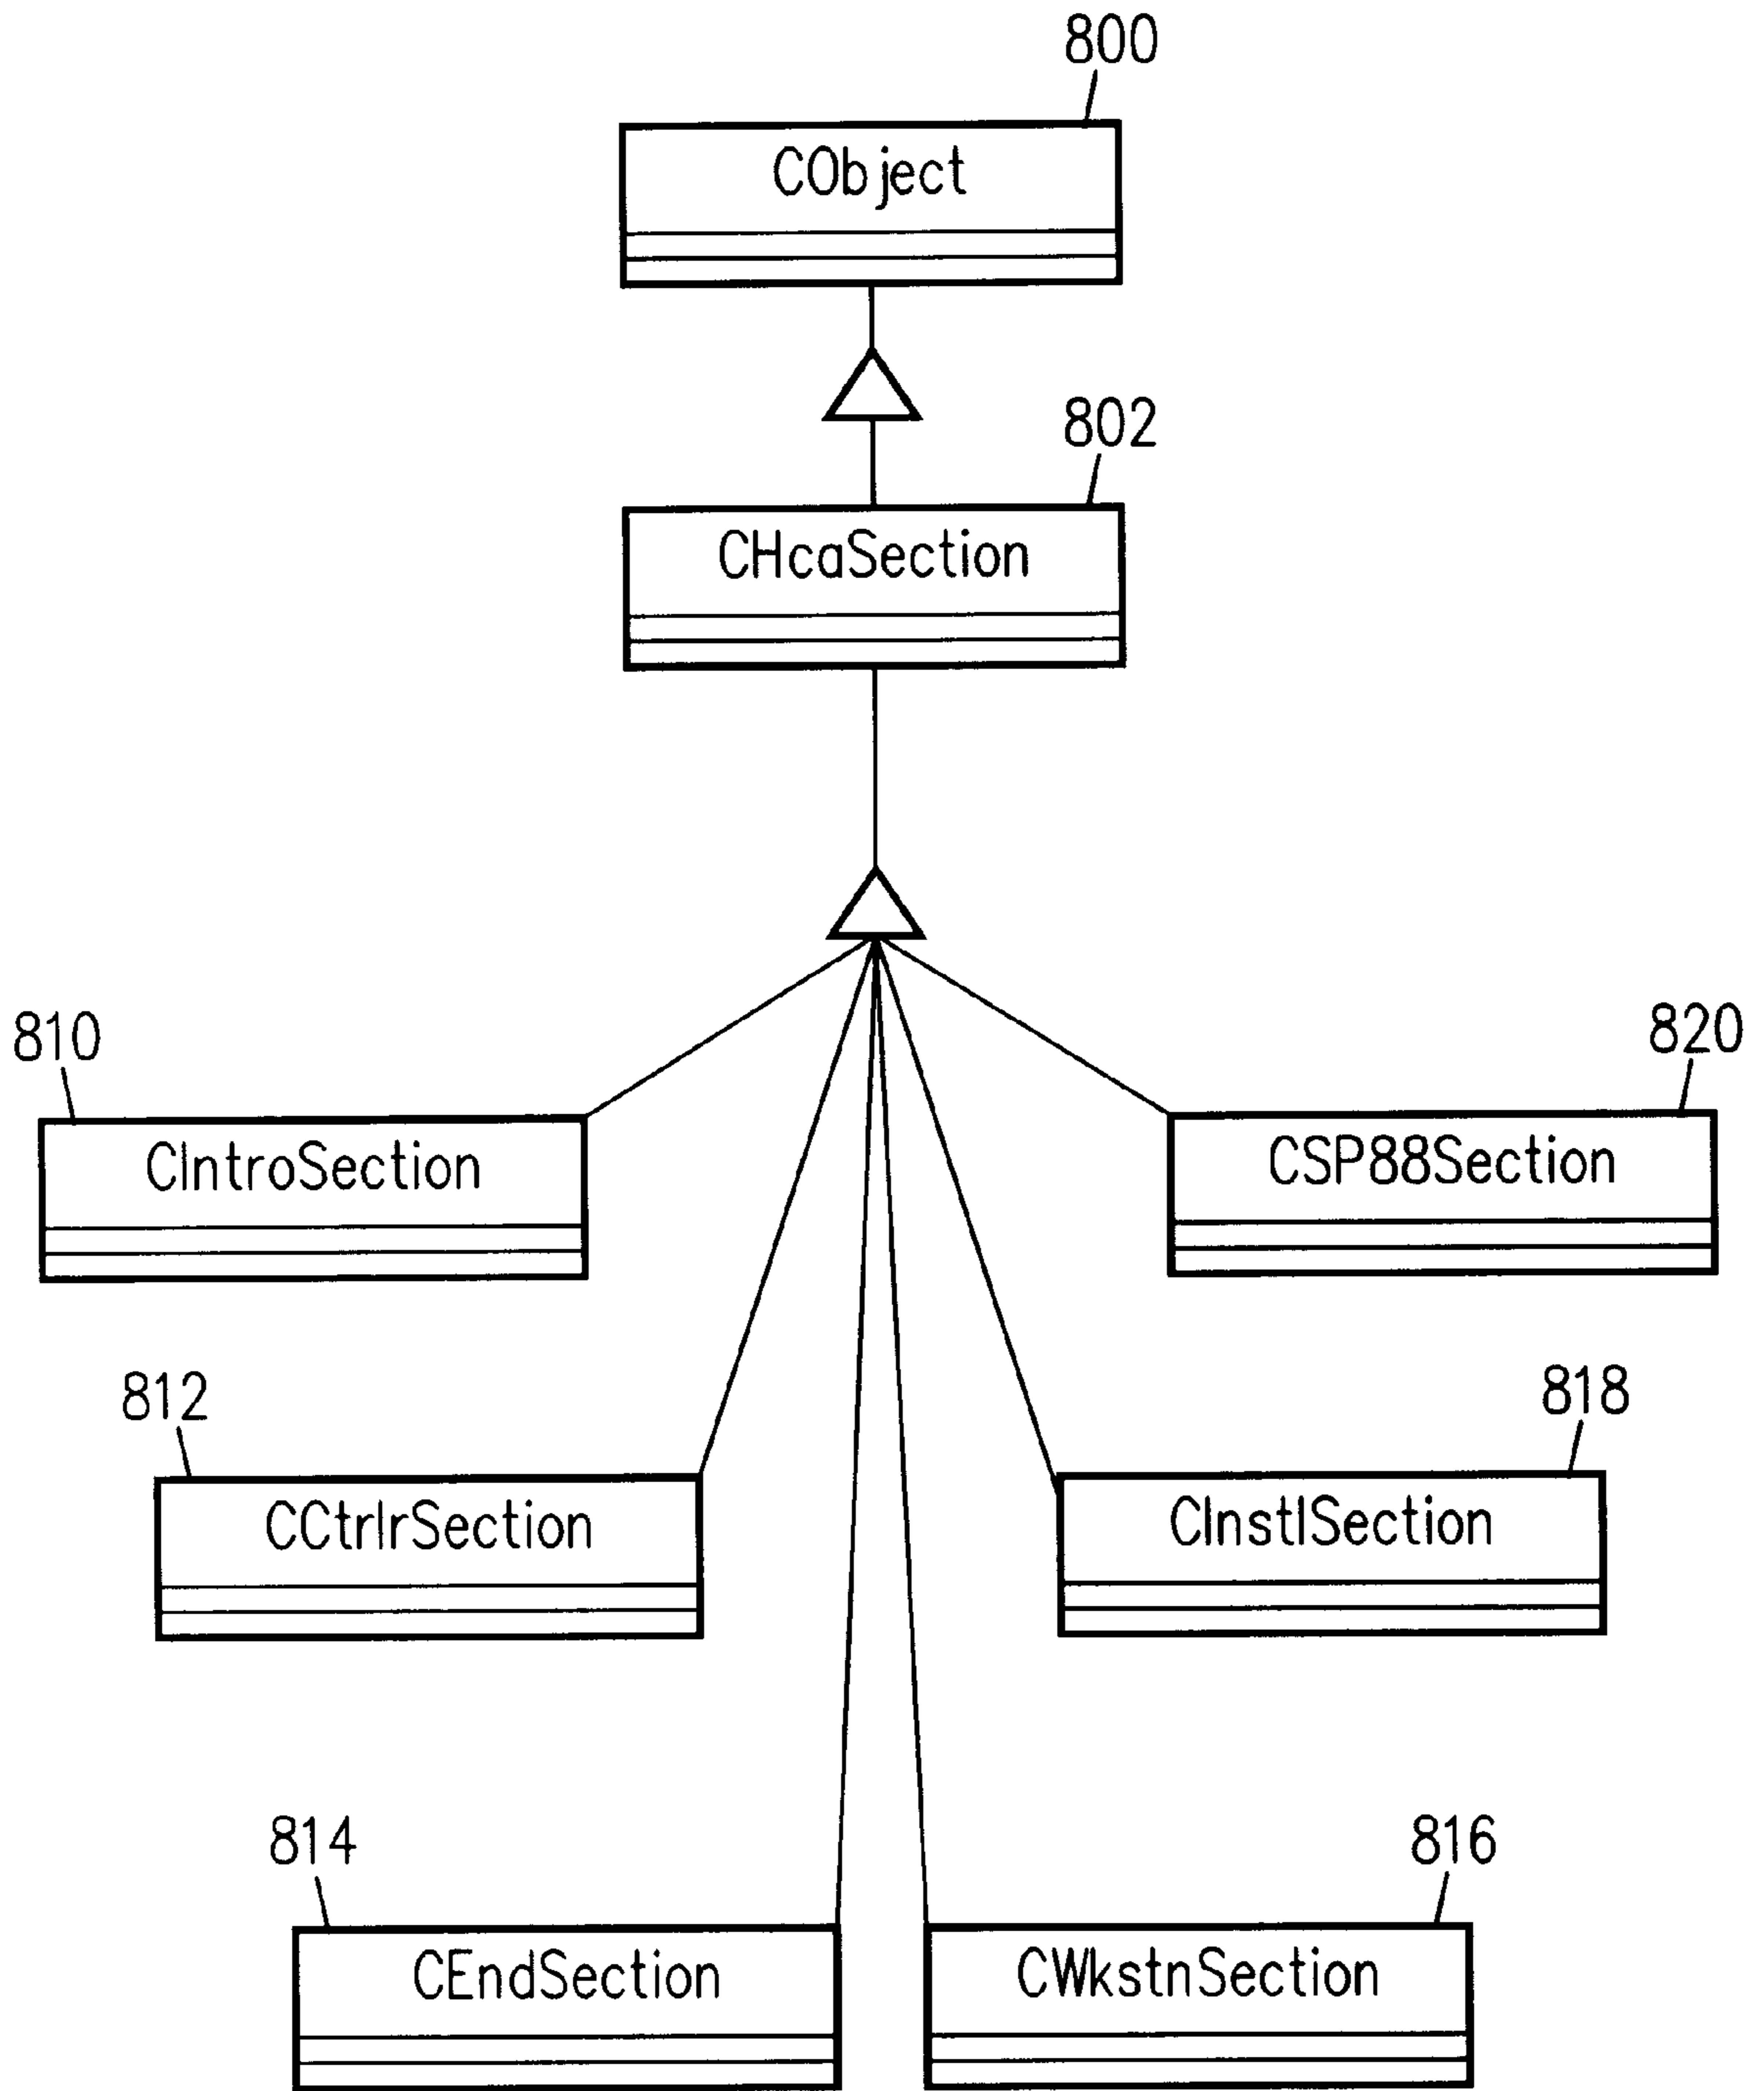 800
CObject
802
CHcaSection
810
CIntroSection
820
CSP88Section
812
CCtrlrSection
818
CInstlSection
814
CEndSection
816
CWkstnSection